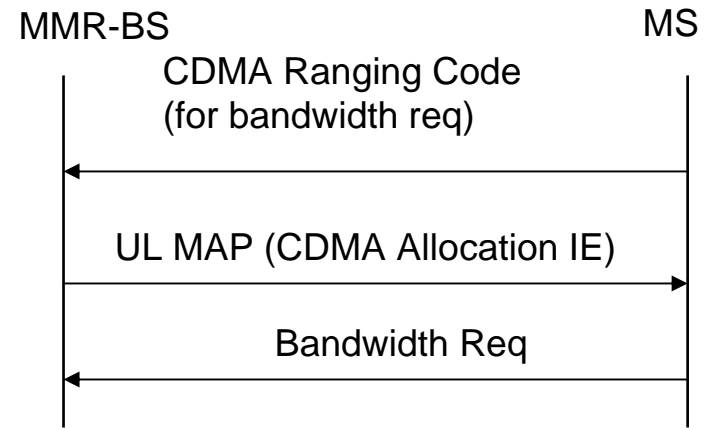 MMR-BS
MS
CDMA Ranging Code
(for bandwidth req)
UL MAP (CDMA Allocation IE)
Bandwidth Req